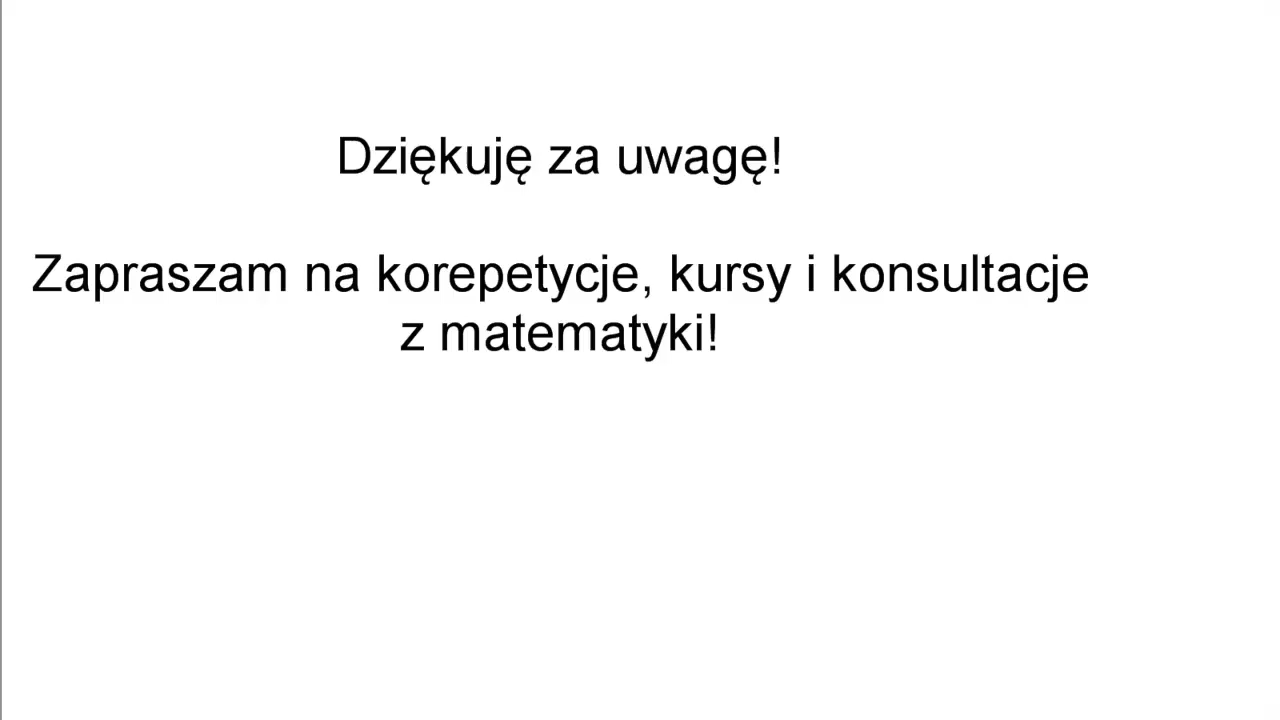 Dziękuję za uwagę!
Zapraszam na korepetycje, kursy i konsultacje
z matematyki!